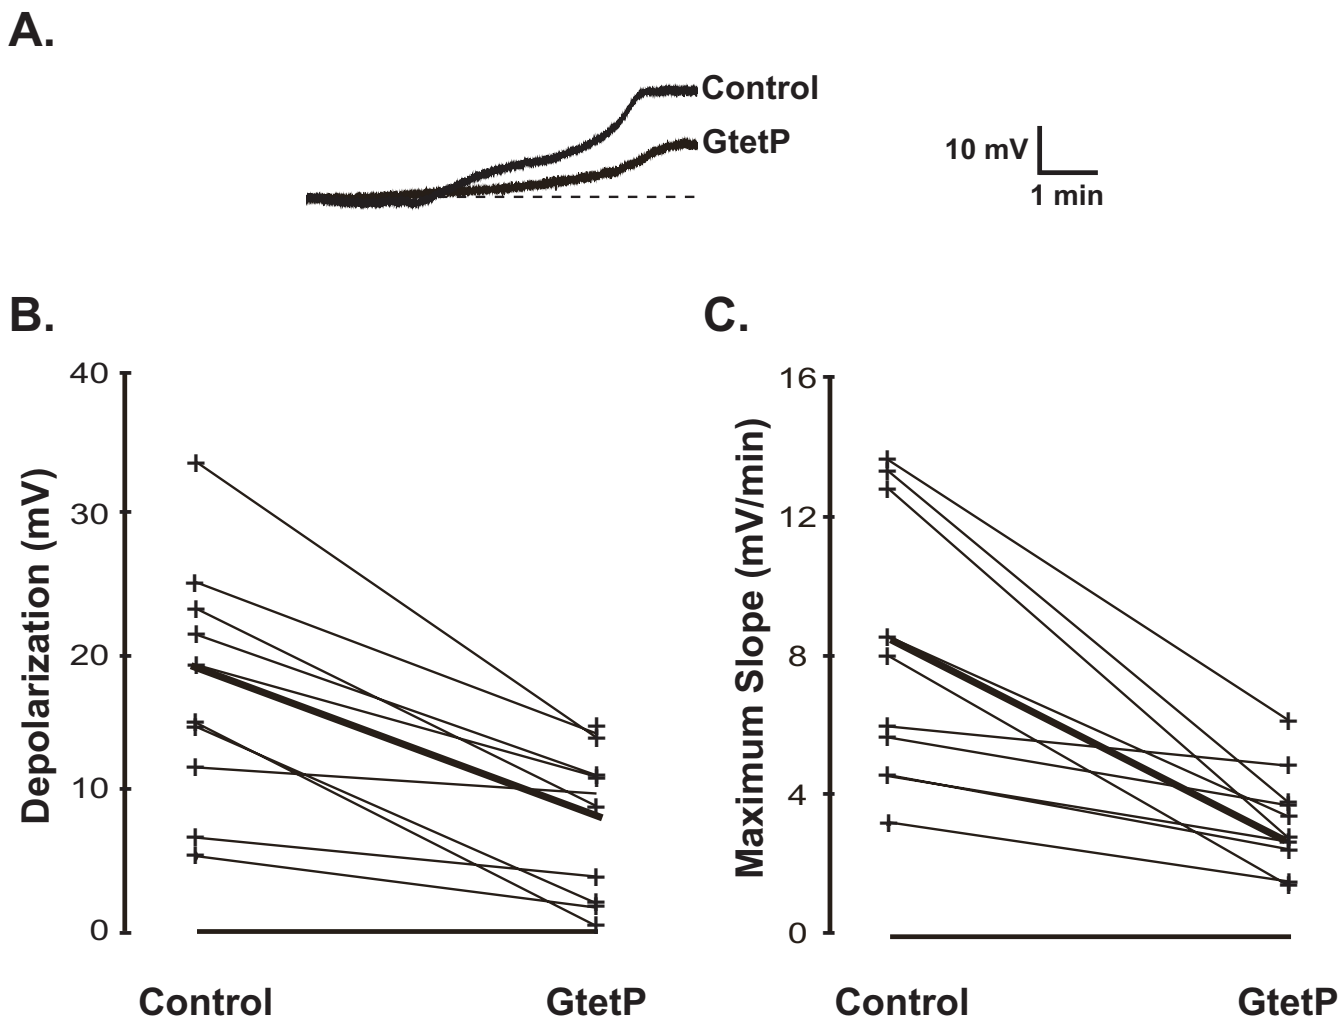 A.
Control
GtetP
10 mV
1 min
B.
Depolarization (mV)
40
30
20
10
0
Control
GtetP
C.
Maximum Slope (mV/min)
16
12
8
4
0
Control
GtetP